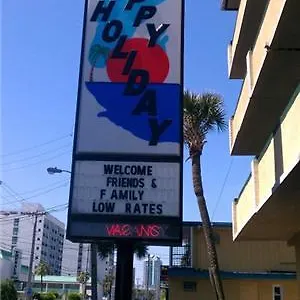 PPY
HOLIDAY
WELCOME
FRIENDS &
FAMILY
LOW RATES